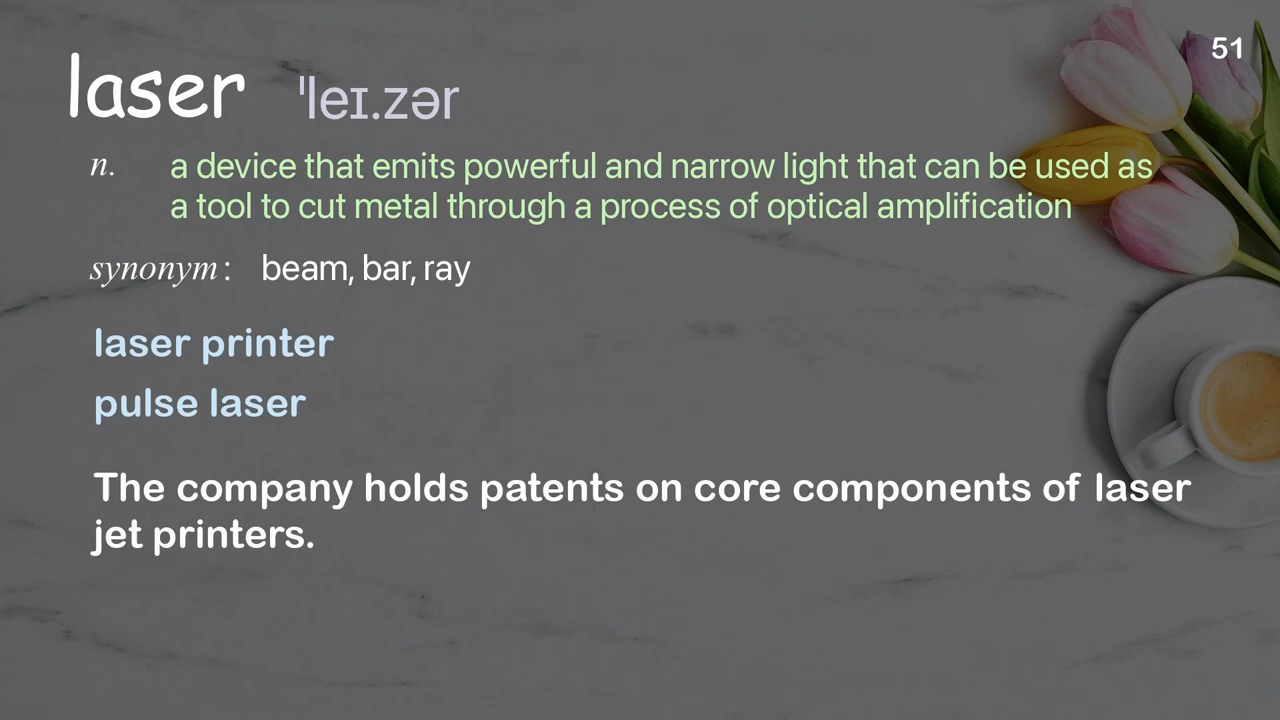 51
laser ˈleɪ.zər
n. a device that emits powerful and narrow light that can be used as
a tool to cut metal through a process of optical amplification
synonym : beam, bar, ray
laser printer
pulse laser
The company holds patents on core components of laser
jet printers.